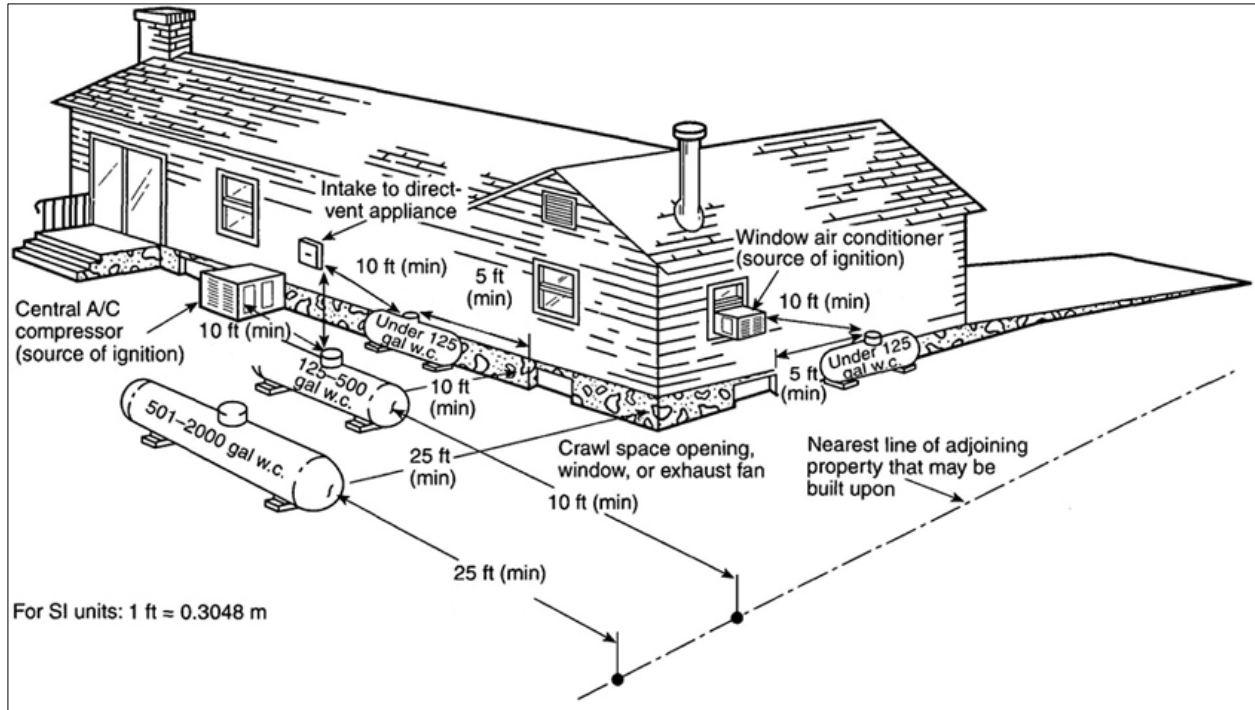 Intake to direct-
vent appliance
10 ft (min)
5 ft
(min)
Window air conditioner
(source of ignition)
10 ft (min)
Central A/C
compressor
(source of ignition)
10 ft (min)
Under 125
gal w.c.
Under 125
gal w.c.
125–500
gal w.c.
10 ft
(min)
5 ft
(min)
501–2000 gal w.c.
25 ft
(min)
Crawl space opening,
window, or exhaust fan
Nearest line of adjoining
property that may be
built upon
10 ft (min)
25 ft (min)
For SI units: 1 ft = 0.3048 m